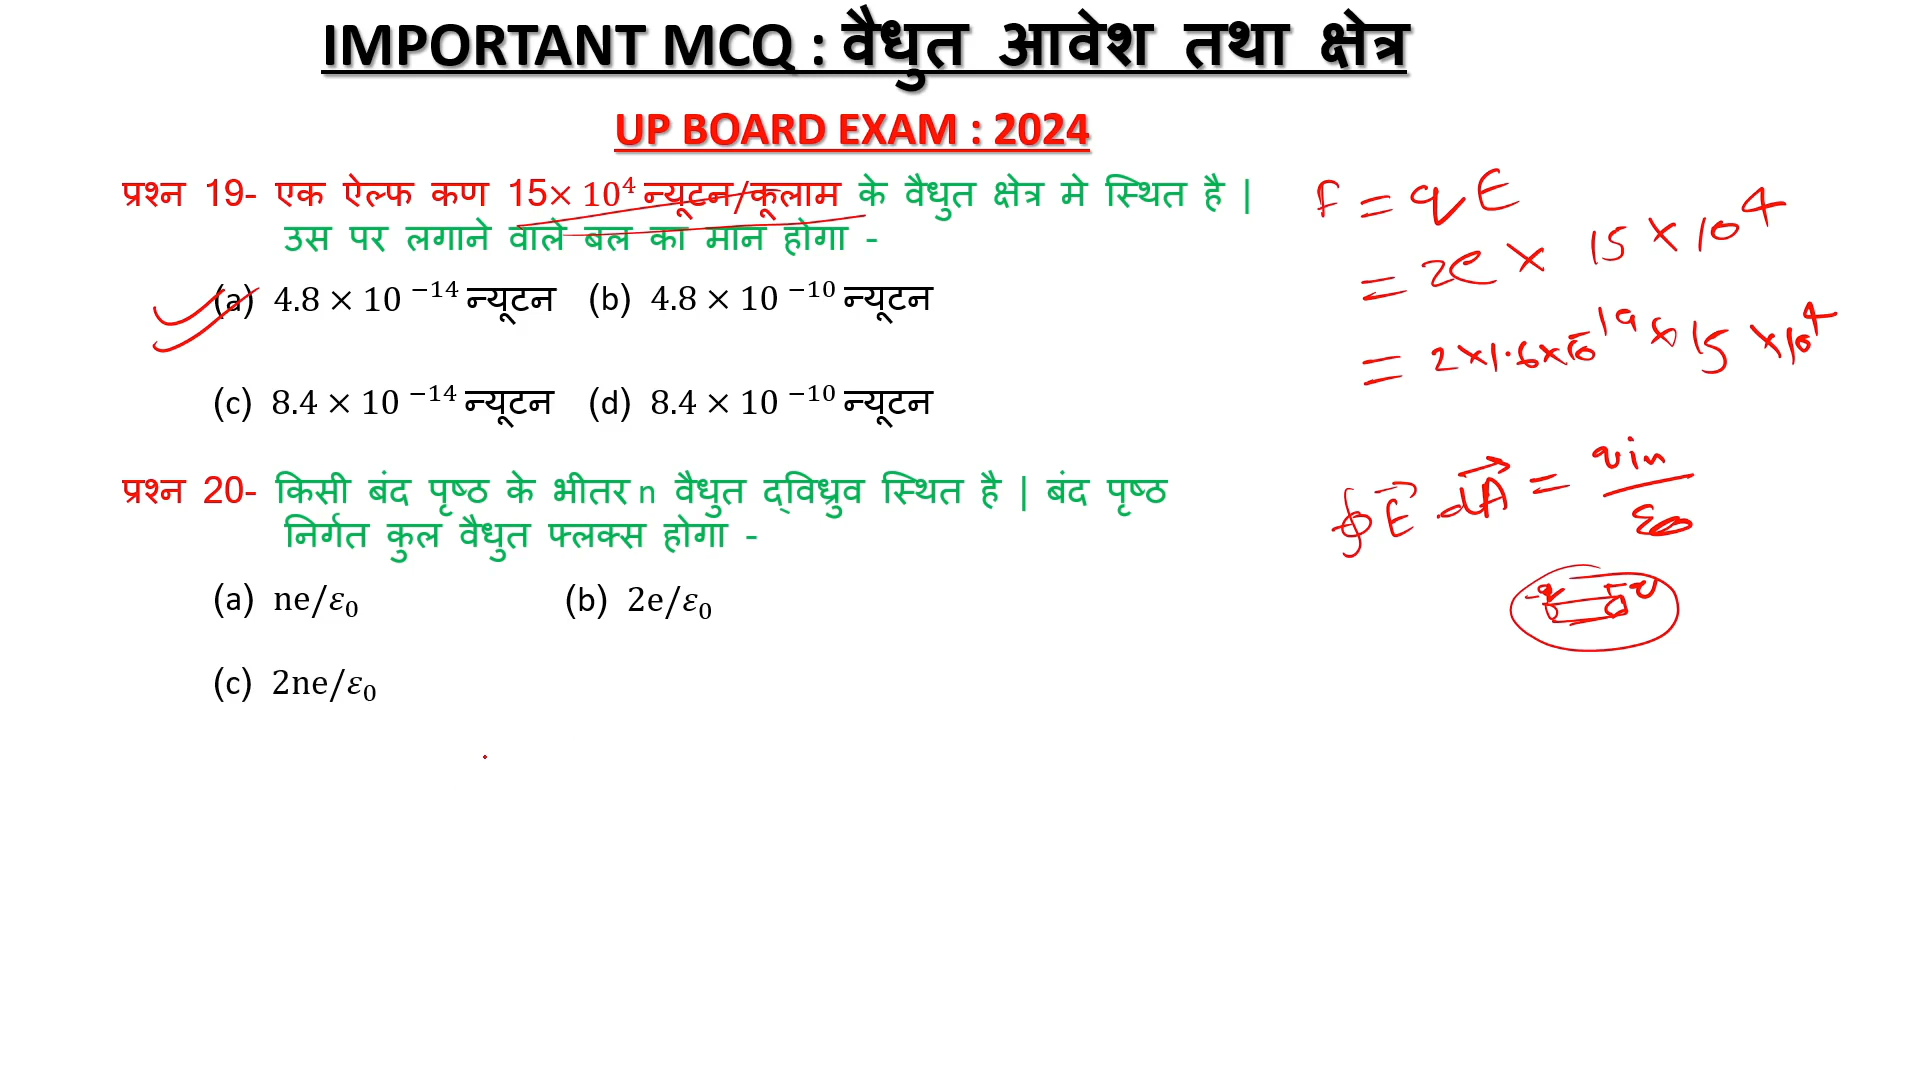 IMPORTANT MCQ : वैधुत आवेश तथा क्षेत्र
UP BOARD EXAM : 2024
प्रश्न 19- एक ऐल्फ कण 15× 10⁴ न्यूटन/कूलाम के वैधुत क्षेत्र मे स्थित है |
उस पर लगाने वाले बल का मान होगा -
(a) 4.8 × 10 ⁻¹⁴ न्यूटन (b) 4.8 × 10 ⁻¹⁰ न्यूटन
(c) 8.4 × 10 ⁻¹⁴ न्यूटन (d) 8.4 × 10 ⁻¹⁰ न्यूटन
प्रश्न 20- किसी बंद पृष्ठ के भीतर n वैधुत द्विध्रुव स्थित है | बंद पृष्ठ
निर्गत कुल वैधुत फ्लक्स होगा -
(a) ne/ε₀ (b) 2e/ε₀
(c) 2ne/ε₀
F = qE
= 2e × 15 × 10⁴
= 2×1.6×10⁻¹⁹ × 15 ×10⁴
∮E⃗.dA⃗ = qin/ε₀
-q q